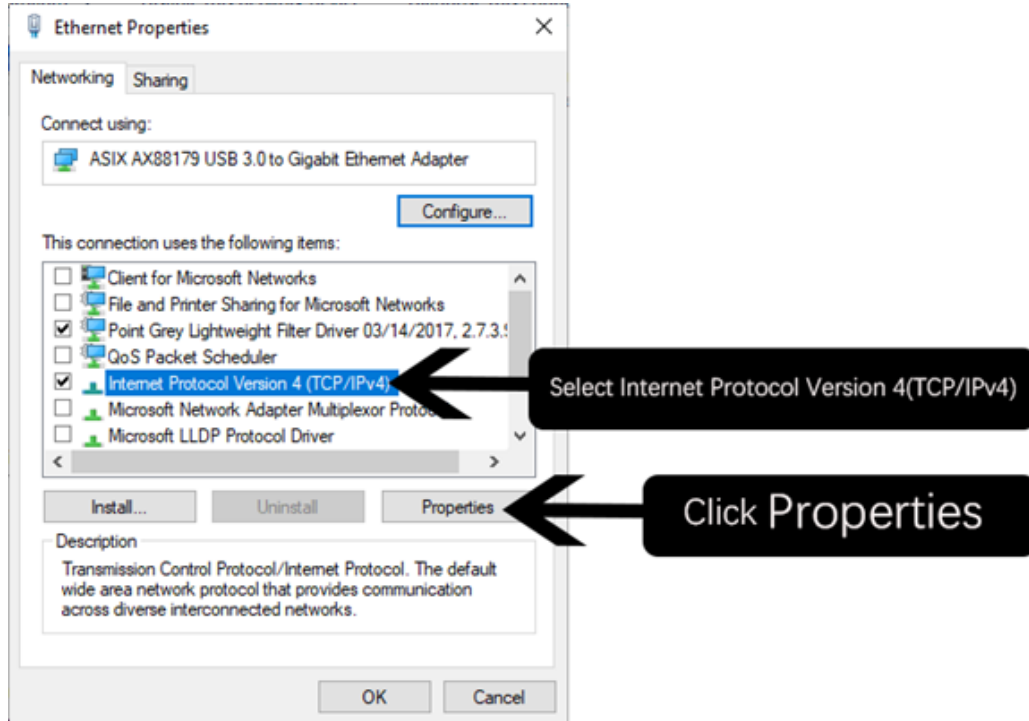 Ethernet Properties
Networking
Sharing
Connect using:
ASIX AX88179 USB 3.0 to Gigabit Ethernet Adapter
Configure...
This connection uses the following items:
Client for Microsoft Networks
File and Printer Sharing for Microsoft Networks
Point Grey Lightweight Filter Driver 03/14/2017, 2.7.3.
QoS Packet Scheduler
Internet Protocol Version 4 (TCP/IPv4)
Select Internet Protocol Version 4(TCP/IPv4)
Microsoft Network Adapter Multiplexor
Microsoft LLDP Protocol Driver
Install...
Uninstall
Properties
Click Properties
Description
Transmission Control Protocol/Internet Protocol. The default
wide area network protocol that provides communication
across diverse interconnected networks.
OK
Cancel